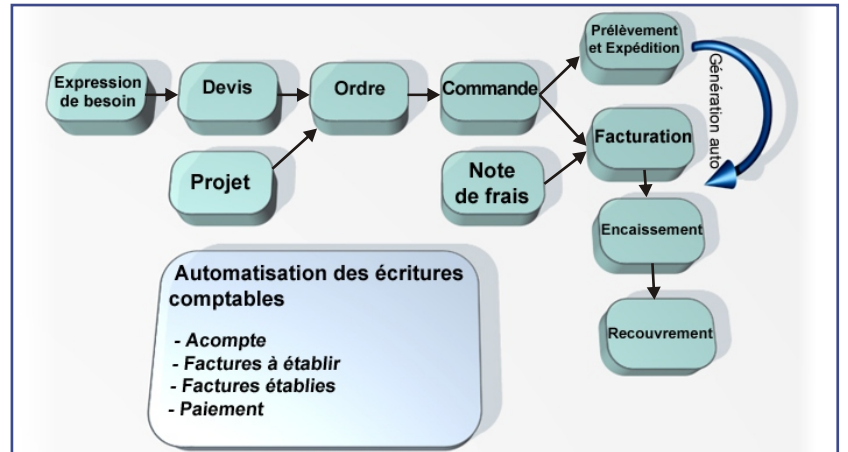 Prélèvement
et Expédition
Expression
de besoin
Devis
Ordre
Commande
Génération auto
Facturation
Projet
Note
de frais
Encaissement
Recouvrement
Automatisation des écritures
comptables
- Acompte
- Factures à établir
- Factures établies
- Paiement